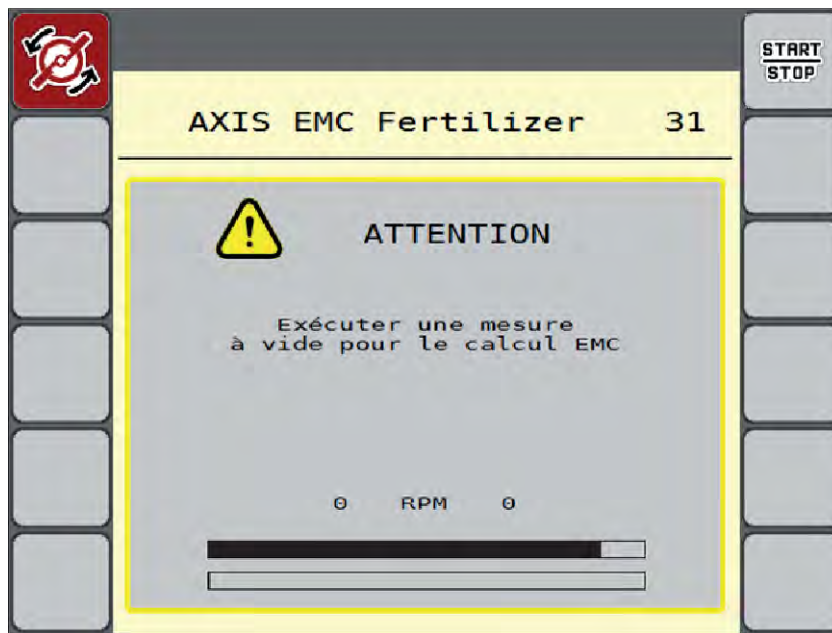 START
STOP
AXIS EMC Fertilizer 31
ATTENTION
Exécuter une mesure
à vide pour le calcul EMC
0 RPM 0